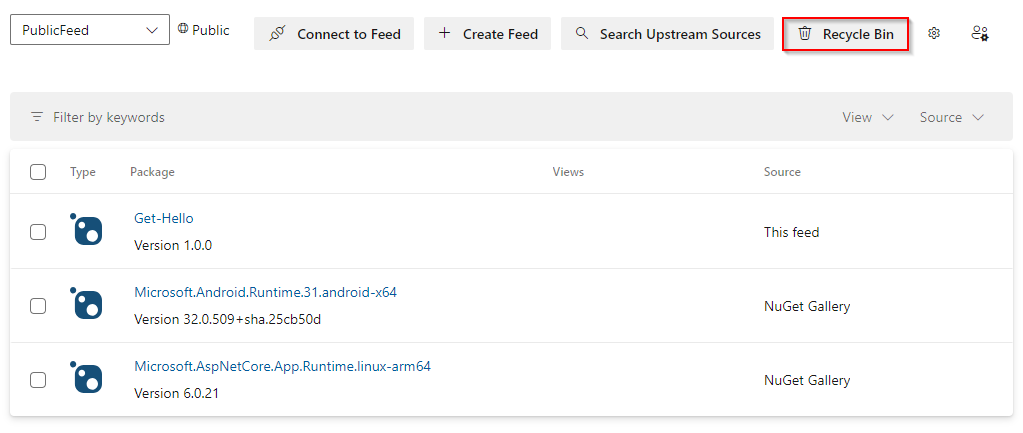 PublicFeed
Public
Connect to Feed
Create Feed
Search Upstream Sources
Recycle Bin
Filter by keywords
View
Source
Type
Package
Views
Source
Get-Hello
Version 1.0.0
This feed
Microsoft.Android.Runtime.31.android-x64
Version 32.0.509+sha.25cb50d
NuGet Gallery
Microsoft.AspNetCore.App.Runtime.linux-arm64
Version 6.0.21
NuGet Gallery